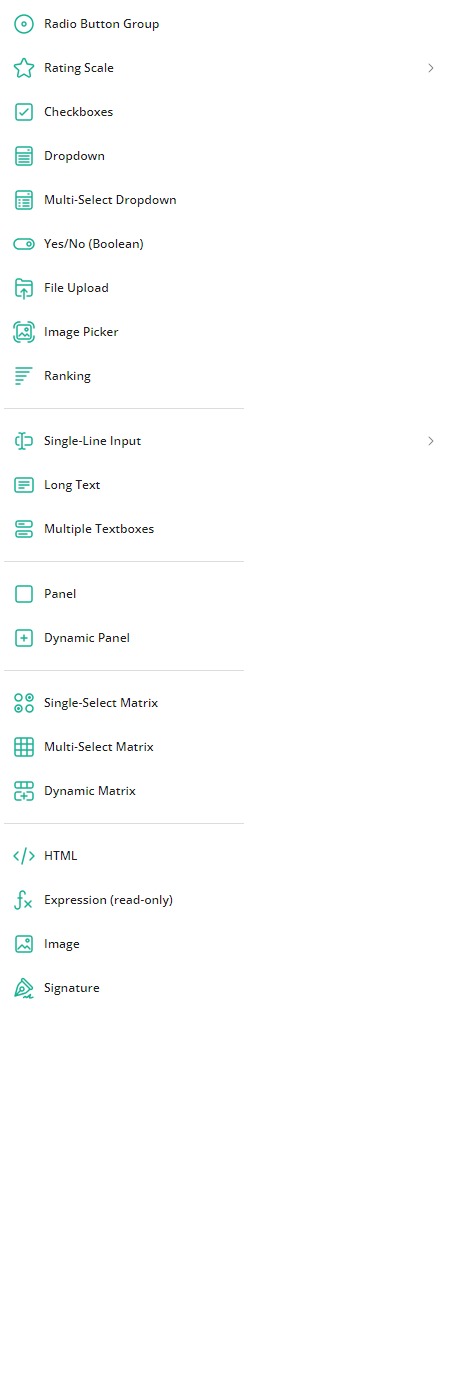 Radio Button Group
Rating Scale
Checkboxes
Dropdown
Multi-Select Dropdown
Yes/No (Boolean)
File Upload
Image Picker
Ranking
Single-Line Input
Long Text
Multiple Textboxes
Panel
Dynamic Panel
Single-Select Matrix
Multi-Select Matrix
Dynamic Matrix
HTML
Expression (read-only)
Image
Signature